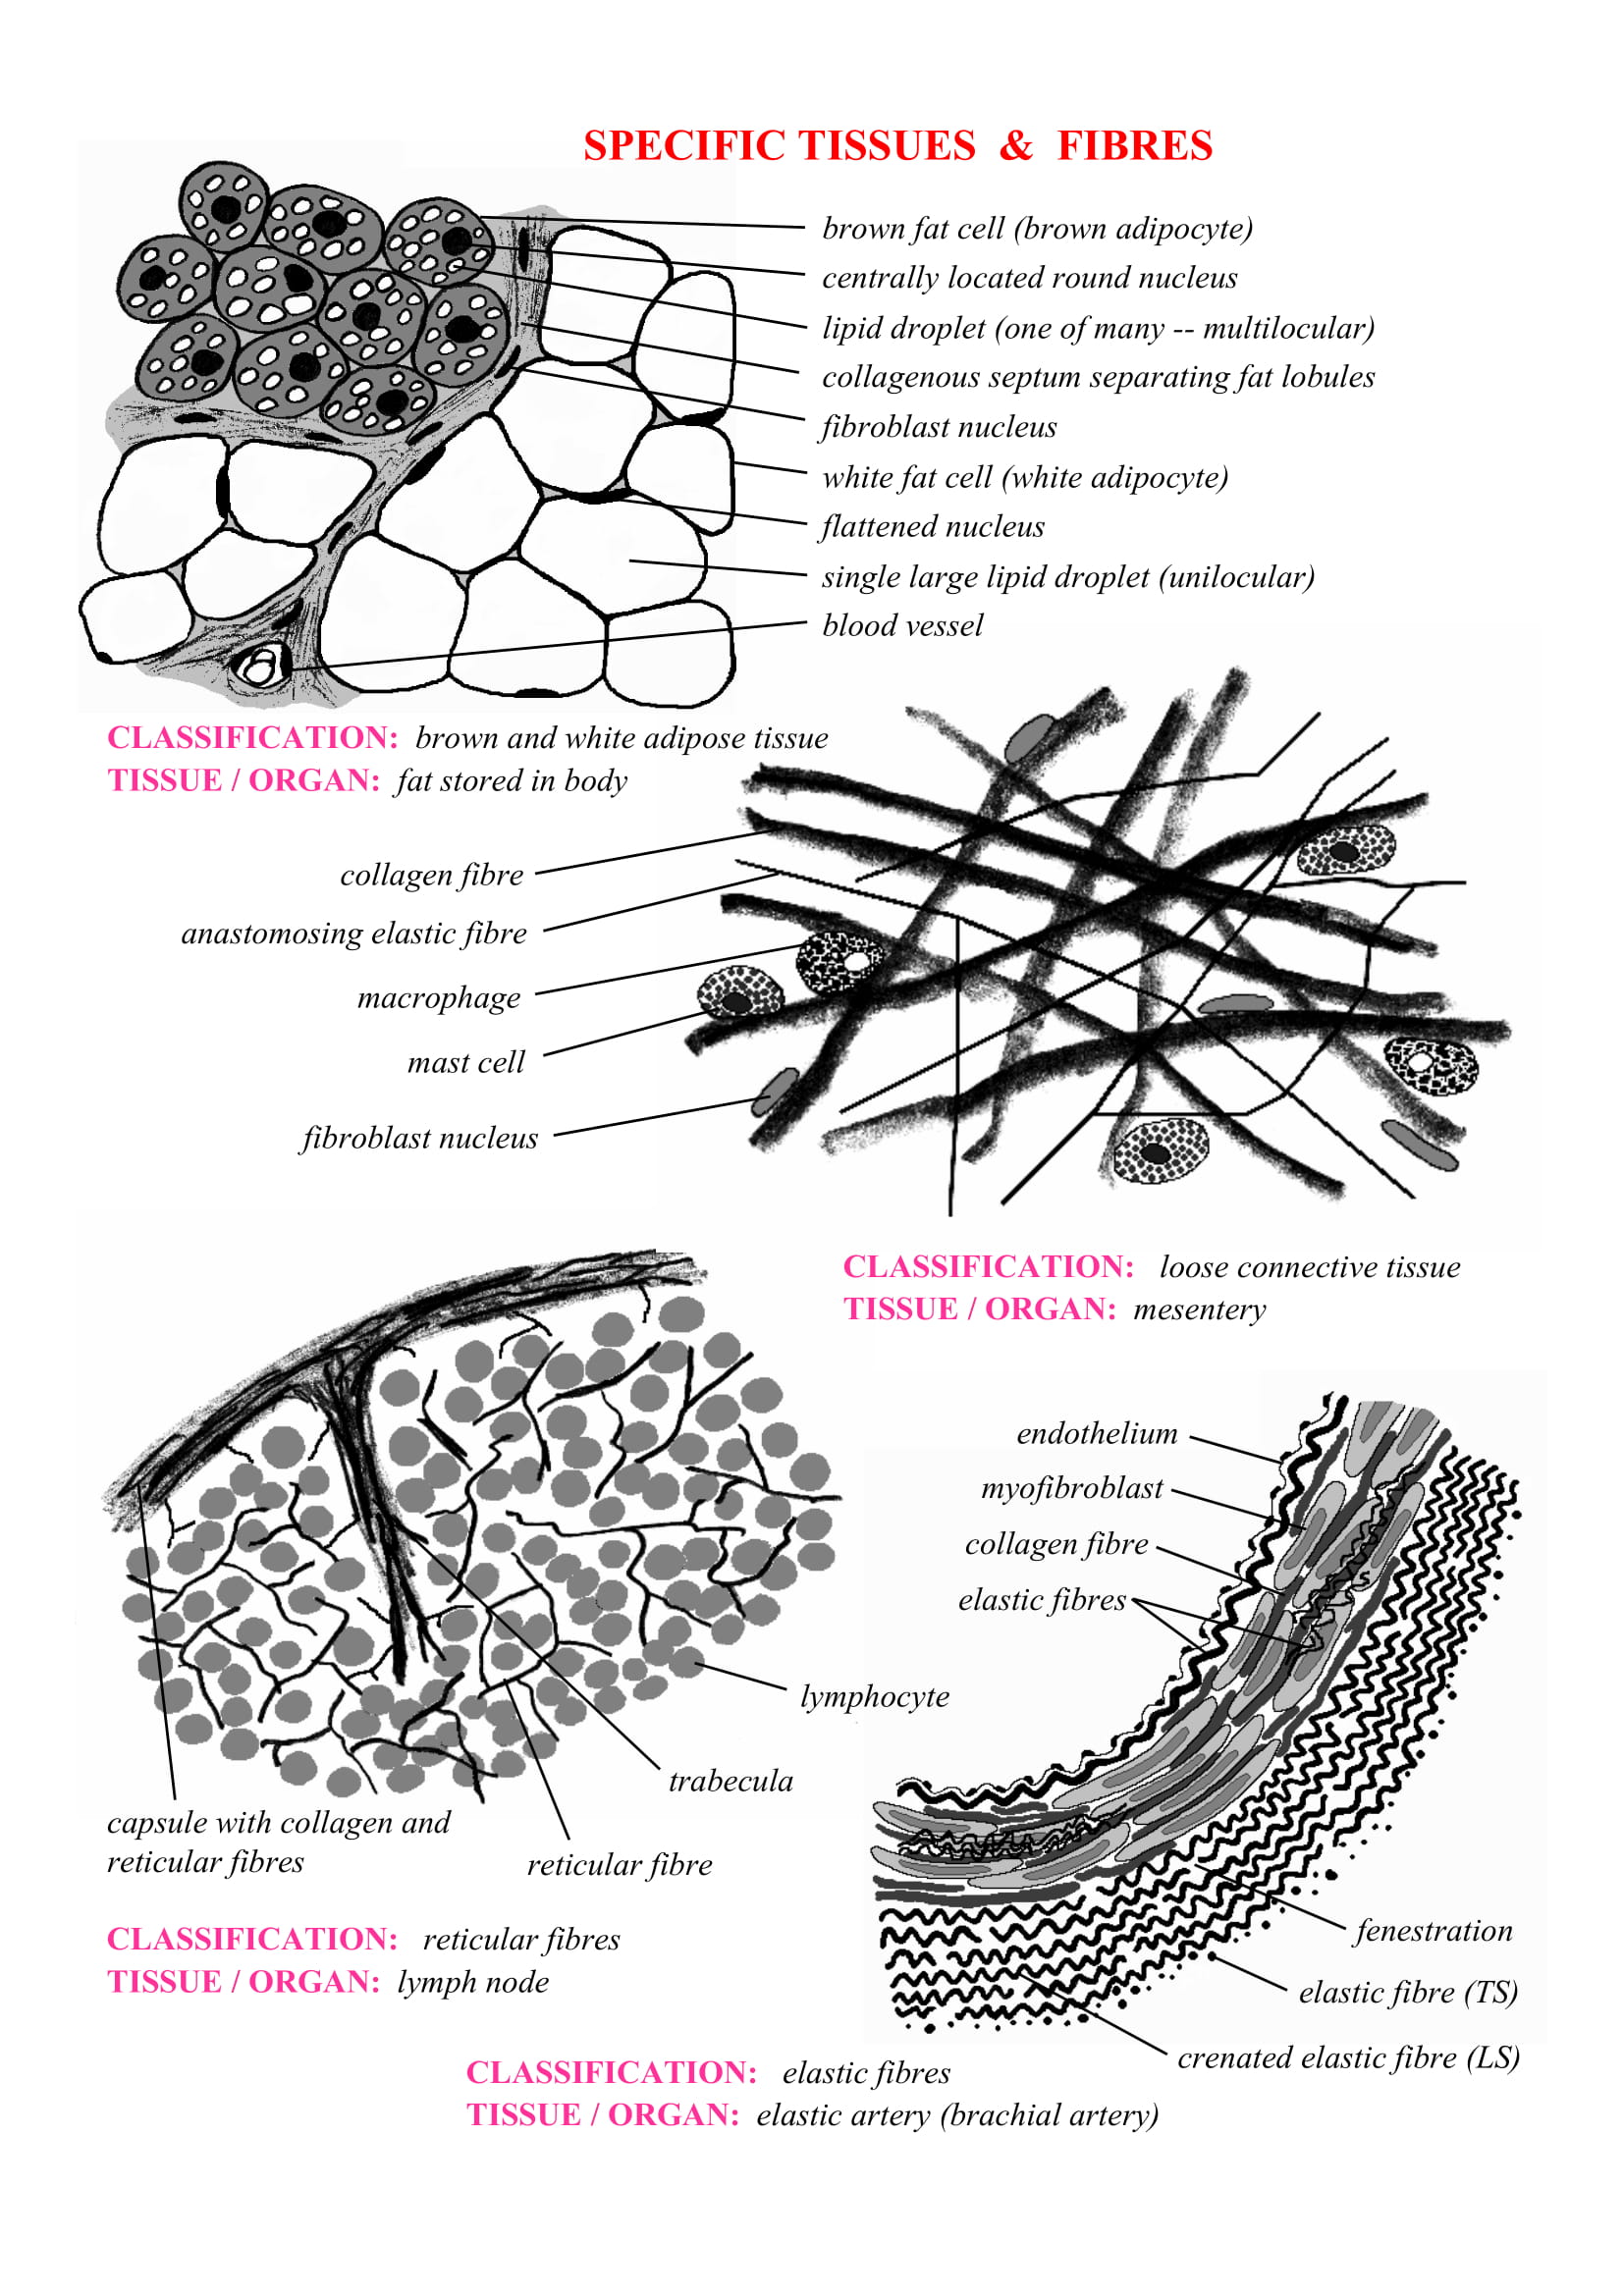 SPECIFIC TISSUES & FIBRES
brown fat cell (brown adipocyte)
centrally located round nucleus
lipid droplet (one of many -- multilocular)
collagenous septum separating fat lobules
fibroblast nucleus
white fat cell (white adipocyte)
flattened nucleus
single large lipid droplet (unilocular)
blood vessel
CLASSIFICATION: brown and white adipose tissue
TISSUE / ORGAN: fat stored in body
collagen fibre
anastomosing elastic fibre
macrophage
mast cell
fibroblast nucleus
CLASSIFICATION: loose connective tissue
TISSUE / ORGAN: mesentery
lymphocyte
trabecula
capsule with collagen and
reticular fibres
reticular fibre
CLASSIFICATION: reticular fibres
TISSUE / ORGAN: lymph node
endothelium
myofibroblast
collagen fibre
elastic fibres
fenestration
elastic fibre (TS)
crenated elastic fibre (LS)
CLASSIFICATION: elastic fibres
TISSUE / ORGAN: elastic artery (brachial artery)